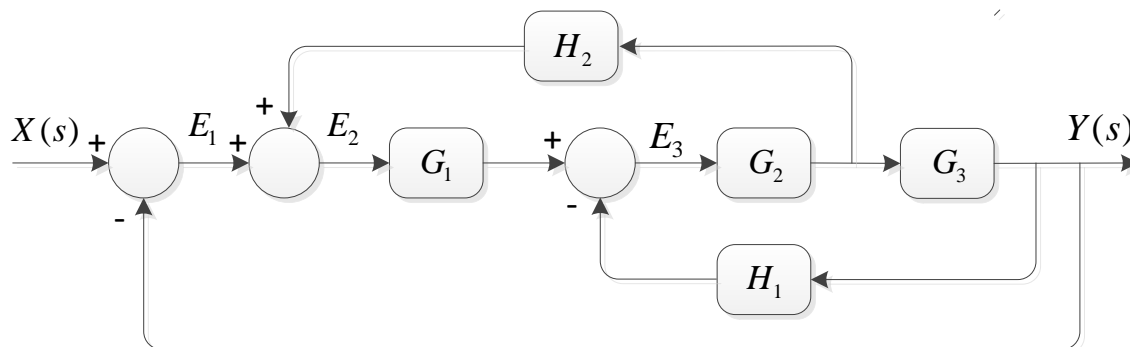 H₂
+
X(s) + E₁ + E₂ G₁ + E₃ G₂ G₃ Y(s)
- -
H₁